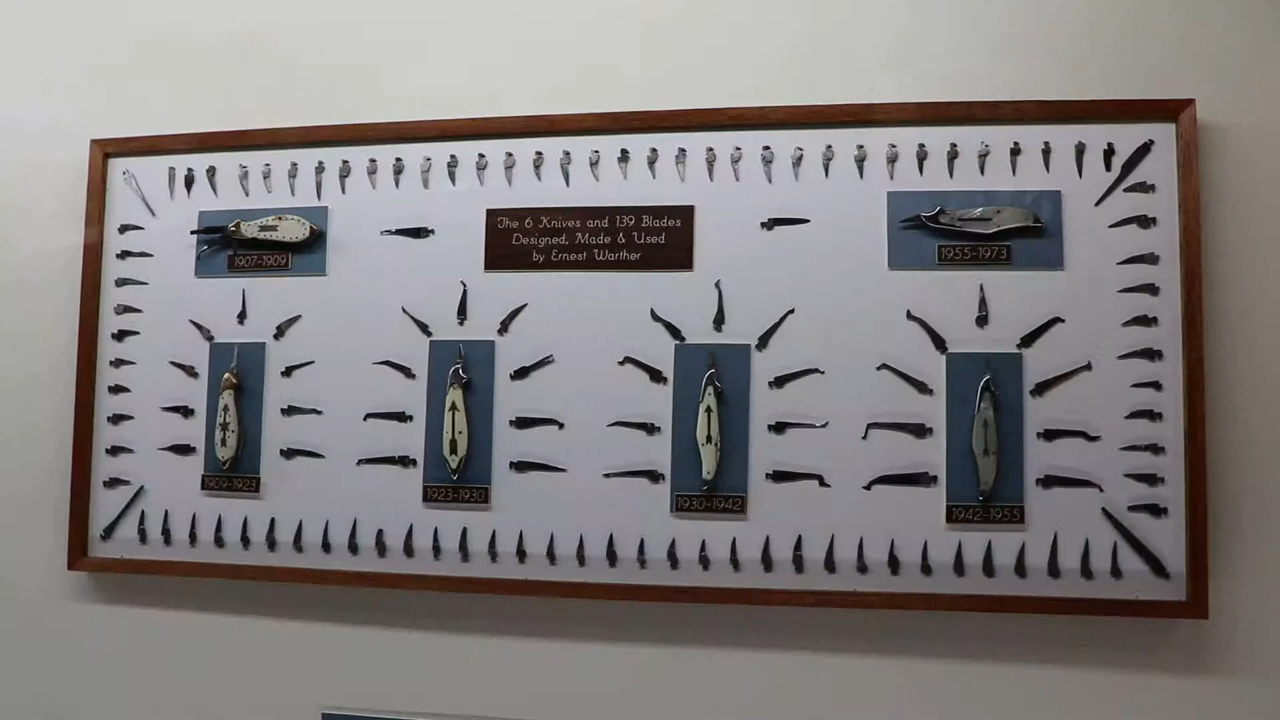 The 6 Knives and 139 Blades
Designed, Made & Used
by Ernest Warther
1907-1909
1955-1973
1909-1923
1923-1930
1930-1942
1942-1955